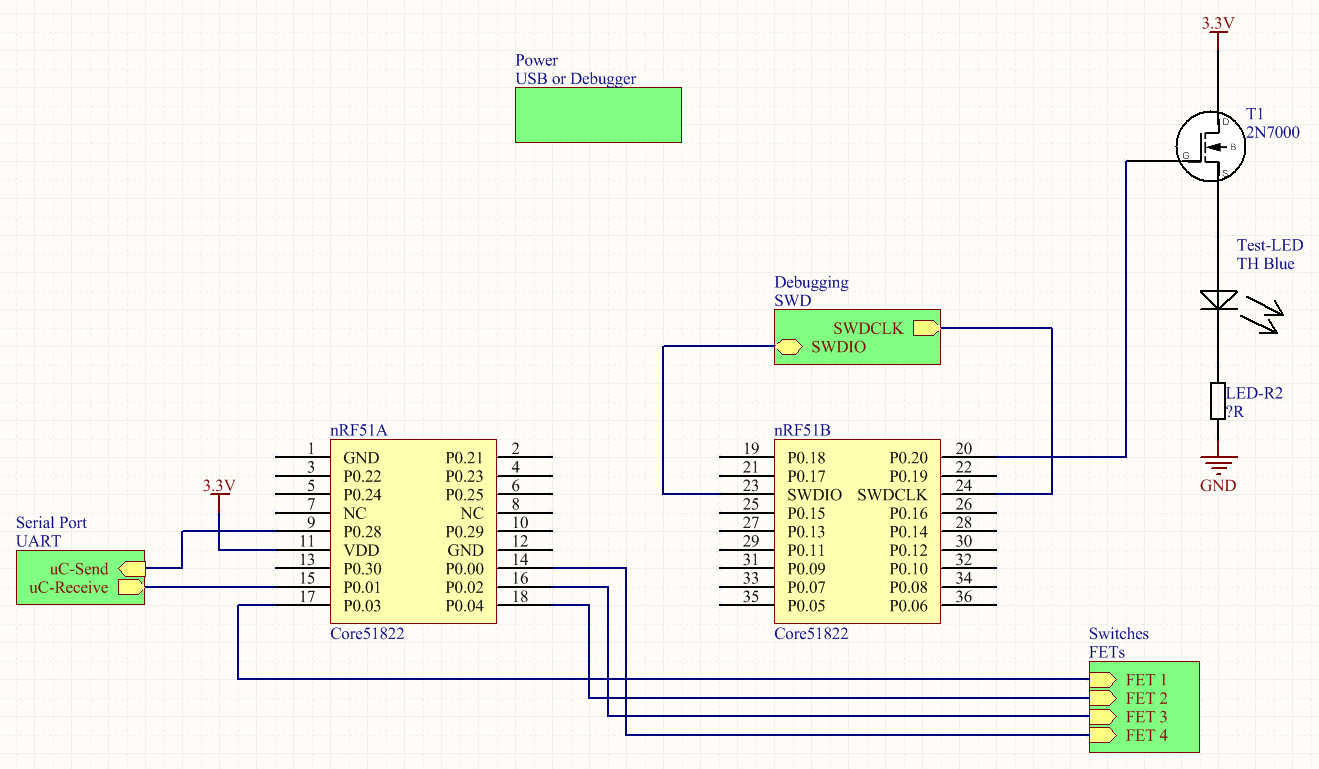 3.3V
Power
USB or Debugger
T1
2N7000
D
G
B
S
Test-LED
TH Blue
Debugging
SWD
SWDCLK
SWDIO
LED-R2
?R
GND
nRF51A
1 GND P0.21 2
3 P0.22 P0.23 4
5 P0.24 P0.25 6
7 NC NC 8
9 P0.28 P0.29 10
11 VDD GND 12
13 P0.30 P0.00 14
15 P0.01 P0.02 16
17 P0.03 P0.04 18
Core51822
3.3V
Serial Port
UART
uC-Send
uC-Receive
nRF51B
19 P0.18 P0.20 20
21 P0.17 P0.19 22
23 SWDIO SWDCLK 24
25 P0.15 P0.16 26
27 P0.13 P0.14 28
29 P0.11 P0.12 30
31 P0.09 P0.10 32
33 P0.07 P0.08 34
35 P0.05 P0.06 36
Core51822
Switches
FETs
FET 1
FET 2
FET 3
FET 4